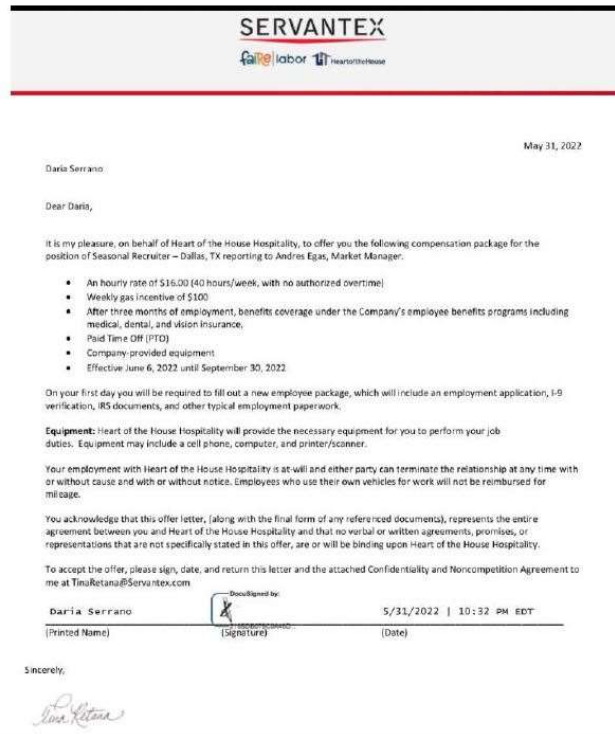 SERVANTEX
faire labor HeartoftheHouse
May 31, 2022
Daria Serrano
Dear Daria,
It is my pleasure, on behalf of Heart of the House Hospitality, to offer you the following compensation package for the
position of Seasonal Recruiter – Dallas, TX reporting to Andres Egas, Market Manager.
• An hourly rate of $16.00 (40 hours/week, with no authorized overtime)
• Weekly gas incentive of $100
• After three months of employment, benefits coverage under the Company's employee benefits programs including
medical, dental, and vision insurance,
• Paid Time Off (PTO)
• Company-provided equipment
• Effective June 6, 2022 until September 30, 2022
On your first day you will be required to fill out a new employee package, which will include an employment application, I-9
verification, IRS documents, and other typical employment paperwork.
Equipment: Heart of the House Hospitality will provide the necessary equipment for you to perform your job
duties. Equipment may include a cell phone, computer, and printer/scanner.
Your employment with Heart of the House Hospitality is at-will and either party can terminate the relationship at any time with
or without cause and with or without notice. Employees who use their own vehicles for work will not be reimbursed for
mileage.
You acknowledge that this offer letter, (along with the final form of any referenced documents), represents the entire
agreement between you and Heart of the House Hospitality and that no verbal or written agreements, promises, or
representations that are not specifically stated in this offer, are or will be binding upon Heart of the House Hospitality.
To accept the offer, please sign, date, and return this letter and the attached Confidentiality and Noncompetition Agreement to
me at TinaRetana@Servantex.com
DocuSigned by:
Daria Serrano 5/31/2022 | 10:32 PM EDT
(Printed Name) (Signature) (Date)
Sincerely,
Tina Retana